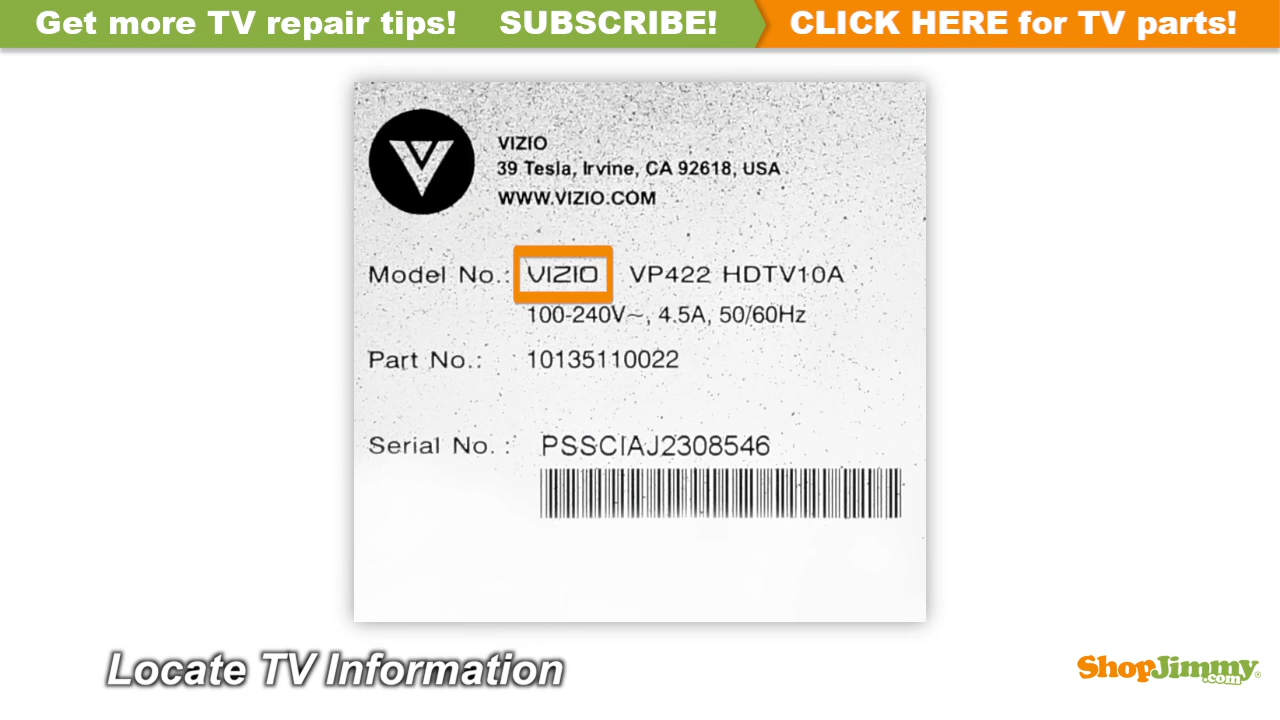 Get more TV repair tips! SUBSCRIBE! CLICK HERE for TV parts!
VIZIO
39 Tesla, Irvine, CA 92618, USA
WWW.VIZIO.COM
Model No.: VIZIO VP422 HDTV10A
100-240V~, 4.5A, 50/60Hz
Part No.: 10135110022
Serial No. : PSSCIAJ2308546
Locate TV Information
ShopJimmy.com®